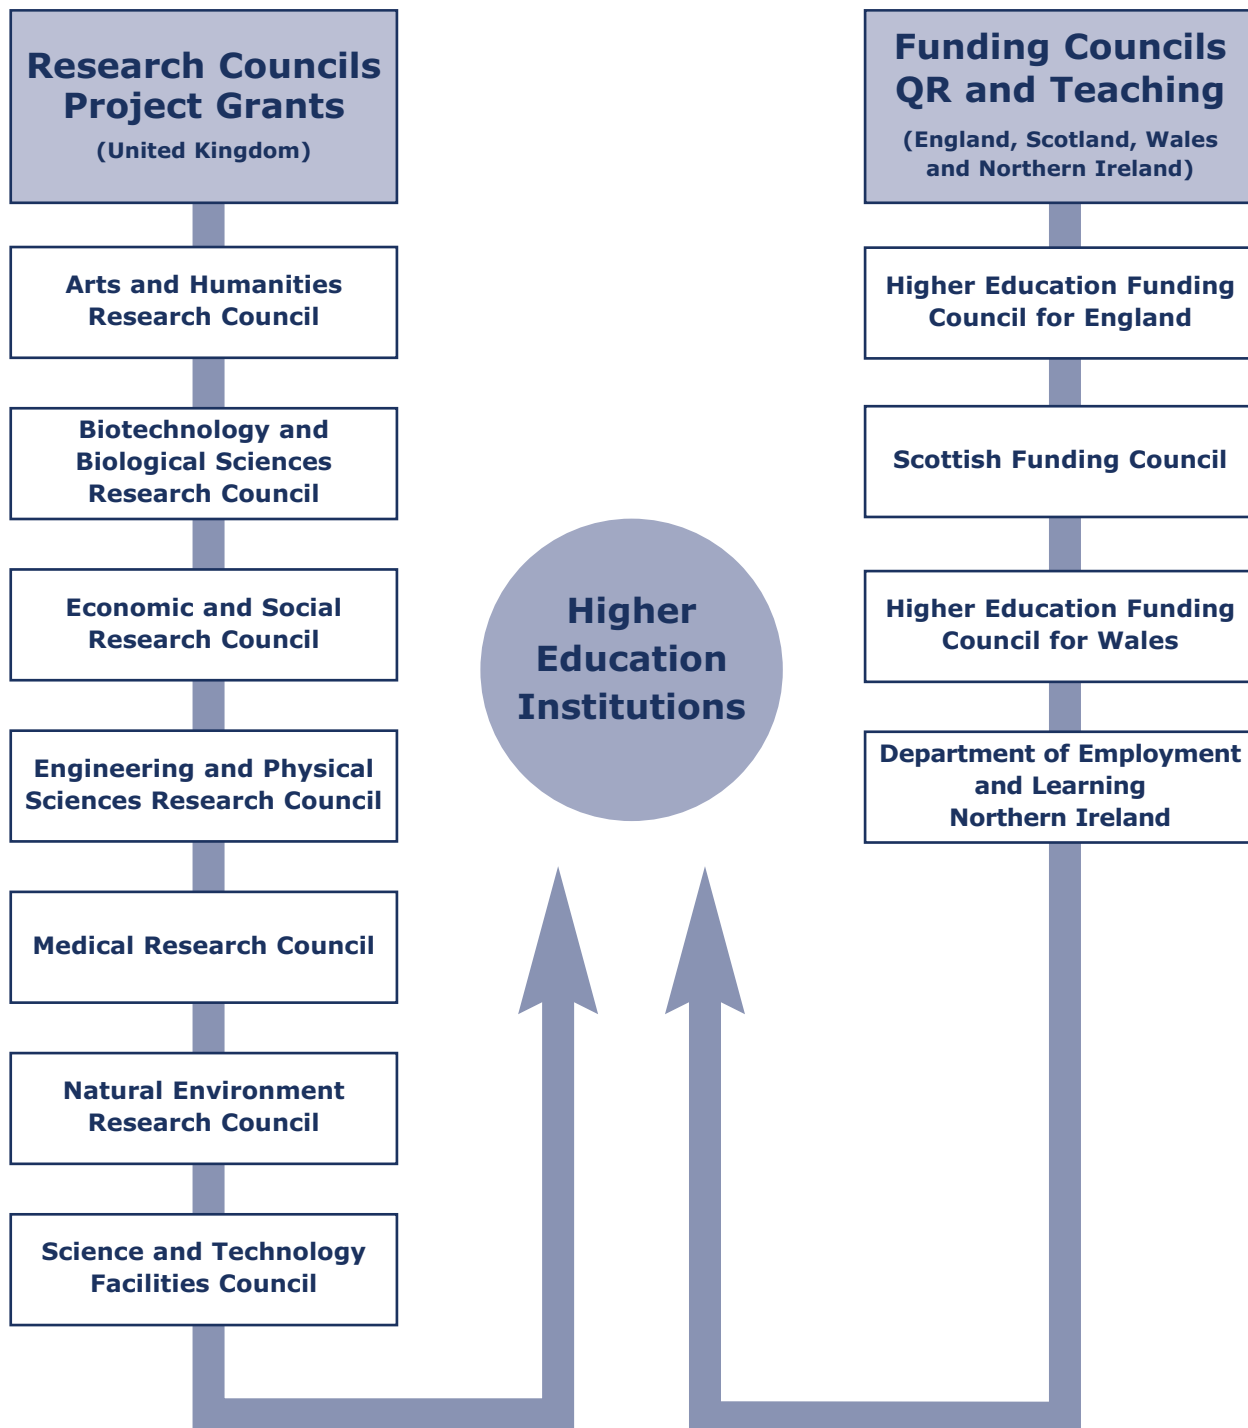 Research Councils
Project Grants
(United Kingdom)
Arts and Humanities
Research Council
Biotechnology and
Biological Sciences
Research Council
Economic and Social
Research Council
Engineering and Physical
Sciences Research Council
Medical Research Council
Natural Environment
Research Council
Science and Technology
Facilities Council
Higher
Education
Institutions
Funding Councils
QR and Teaching
(England, Scotland, Wales
and Northern Ireland)
Higher Education Funding
Council for England
Scottish Funding Council
Higher Education Funding
Council for Wales
Department of Employment
and Learning
Northern Ireland